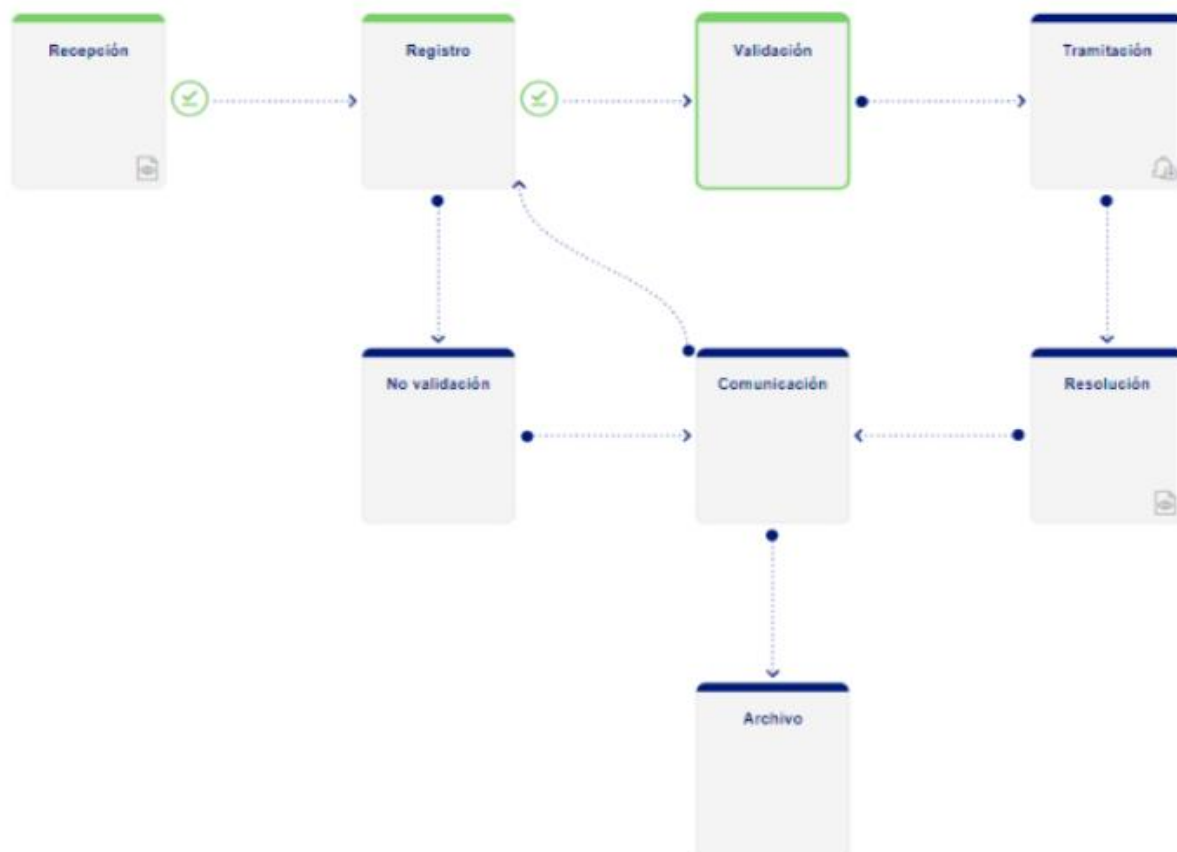 Recepción
Registro
Validación
Tramitación
No validación
Comunicación
Resolución
Archivo